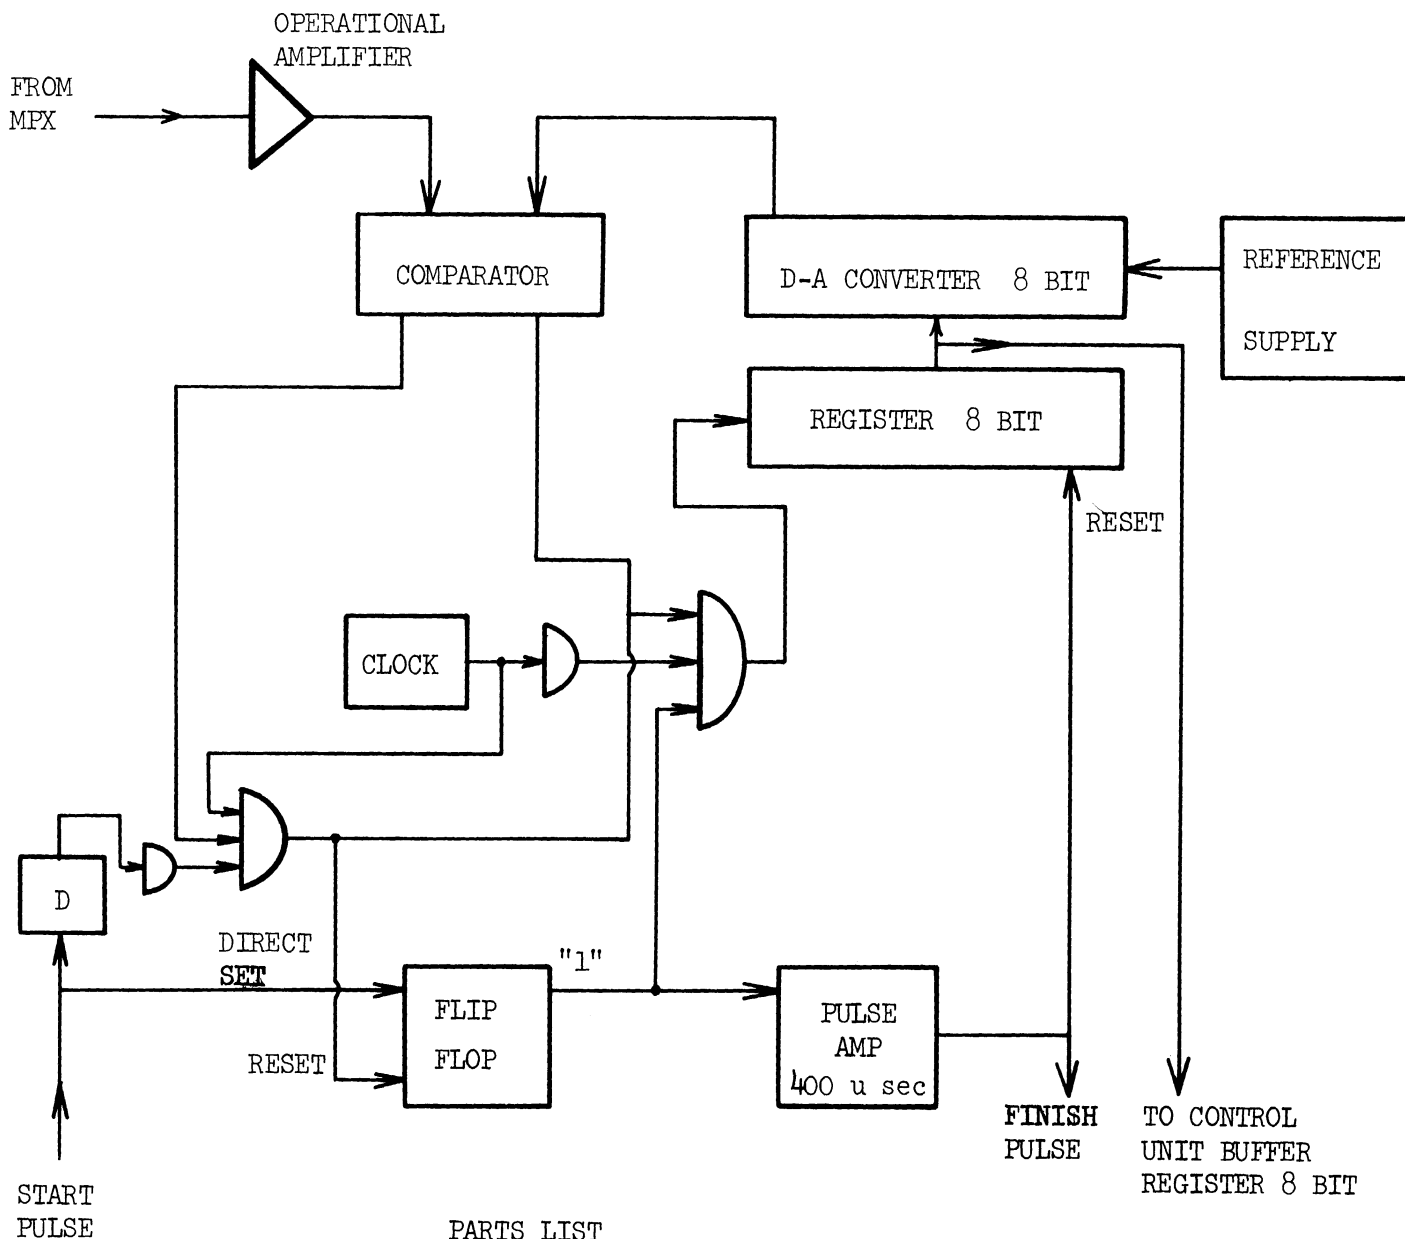 OPERATIONAL
AMPLIFIER
FROM
MPX
COMPARATOR
D-A CONVERTER 8 BIT
REFERENCE
SUPPLY
REGISTER 8 BIT
RESET
CLOCK
D
DIRECT
SET
"1"
FLIP
FLOP
RESET
PULSE
AMP
400 u sec
FINISH
PULSE
TO CONTROL
UNIT BUFFER
REGISTER 8 BIT
START
PULSE
PARTS LIST